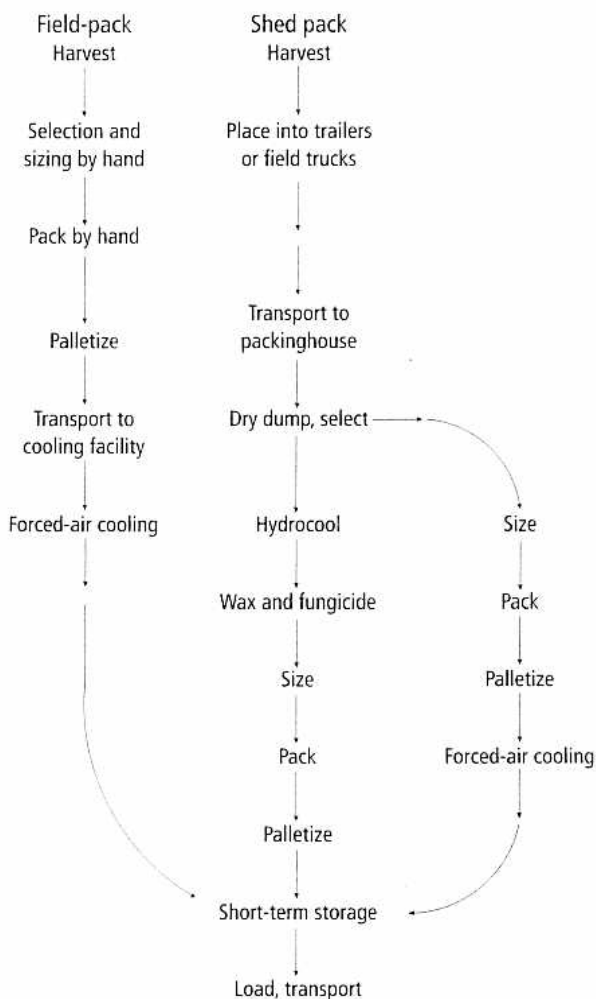 Field-pack
Harvest
Selection and
sizing by hand
Pack by hand
Palletize
Transport to
cooling facility
Forced-air cooling
Shed pack
Harvest
Place into trailers
or field trucks
Transport to
packinghouse
Dry dump, select
Hydrocool
Wax and fungicide
Size
Pack
Palletize
Size
Pack
Palletize
Forced-air cooling
Short-term storage
Load, transport